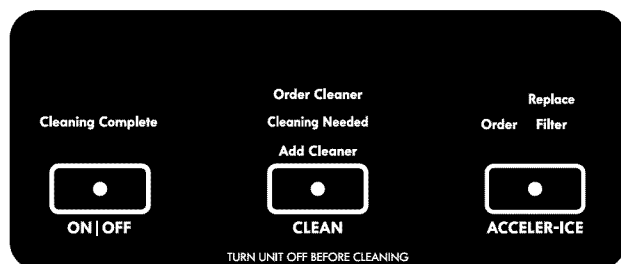 Order Cleaner
Replace
Cleaning Complete
Cleaning Needed
Order Filter
Add Cleaner
ON|OFF
CLEAN
ACCELER-ICE
TURN UNIT OFF BEFORE CLEANING